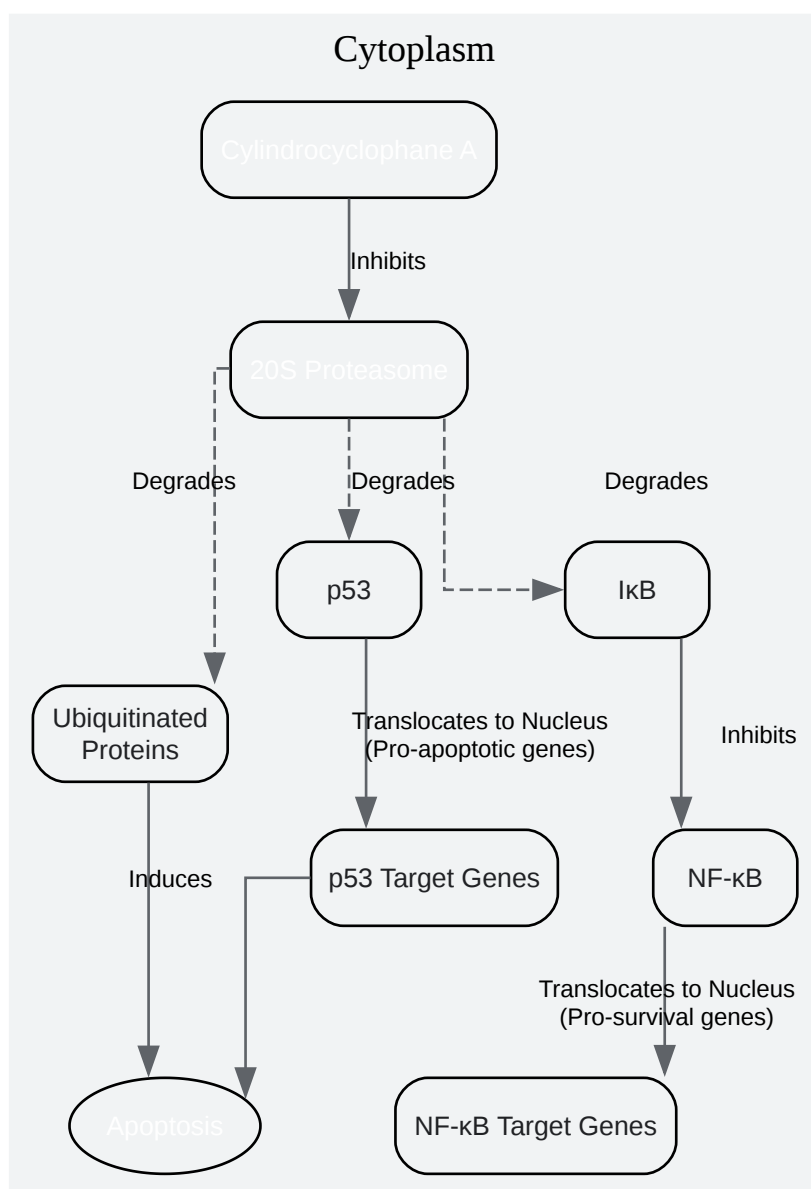 Cytoplasm
Cylindrocyclophane A
Inhibits
20S Proteasome
Degrades
Degrades
Degrades
p53
IκB
Ubiquitinated
Proteins
Translocates to Nucleus
(Pro-apoptotic genes)
Inhibits
Induces
p53 Target Genes
NF-κB
Translocates to Nucleus
(Pro-survival genes)
Apoptosis
NF-κB Target Genes